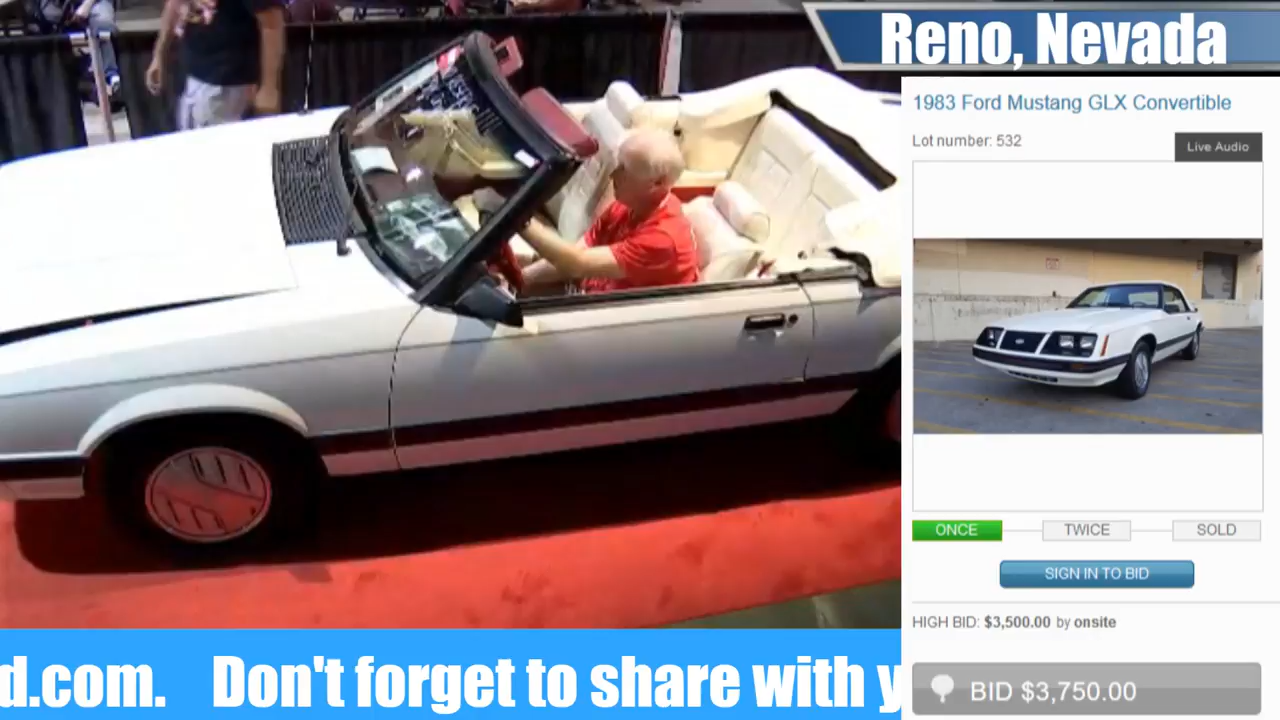 Reno, Nevada
1983 Ford Mustang GLX Convertible
Lot number: 532
Live Audio
ONCE
TWICE
SOLD
SIGN IN TO BID
HIGH BID: $3,500.00 by onsite
BID $3,750.00
d.com. Don't forget to share with y